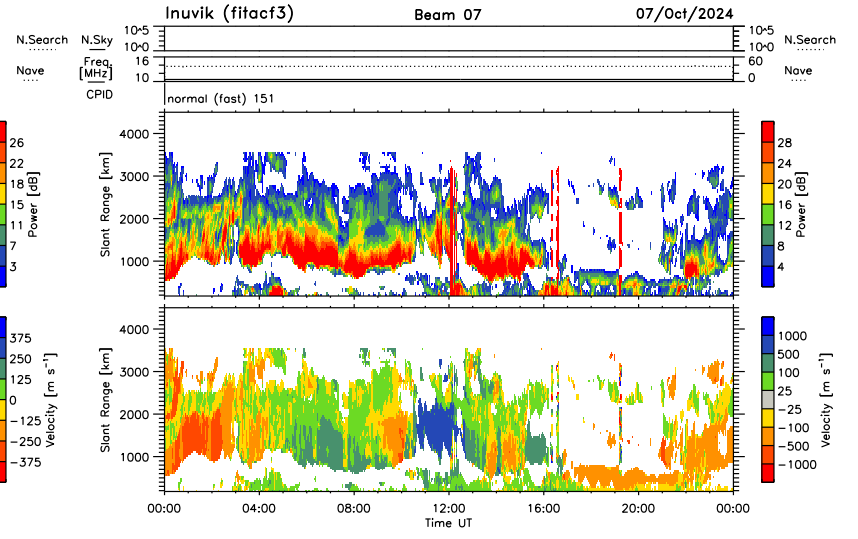 Inuvik (fitacf3) Beam 07 07/Oct/2024
10^5 10^5
N.Search N.Sky N.Search
10^0 10^0
16 Freq. 60
Nave [MHz] Nave
10 0
CPID
normal (fast) 151
4000
3000
2000
1000
Slant Range [km]
26
22
18
15
11
7
3
Power [dB]
28
24
20
16
12
8
4
Power [dB]
4000
3000
2000
1000
Slant Range [km]
375
250
125
0
−125
−250
−375
Velocity [m s⁻¹]
1000
500
100
25
−25
−100
−500
−1000
Velocity [m s⁻¹]
00:00 04:00 08:00 12:00 16:00 20:00 00:00
Time UT